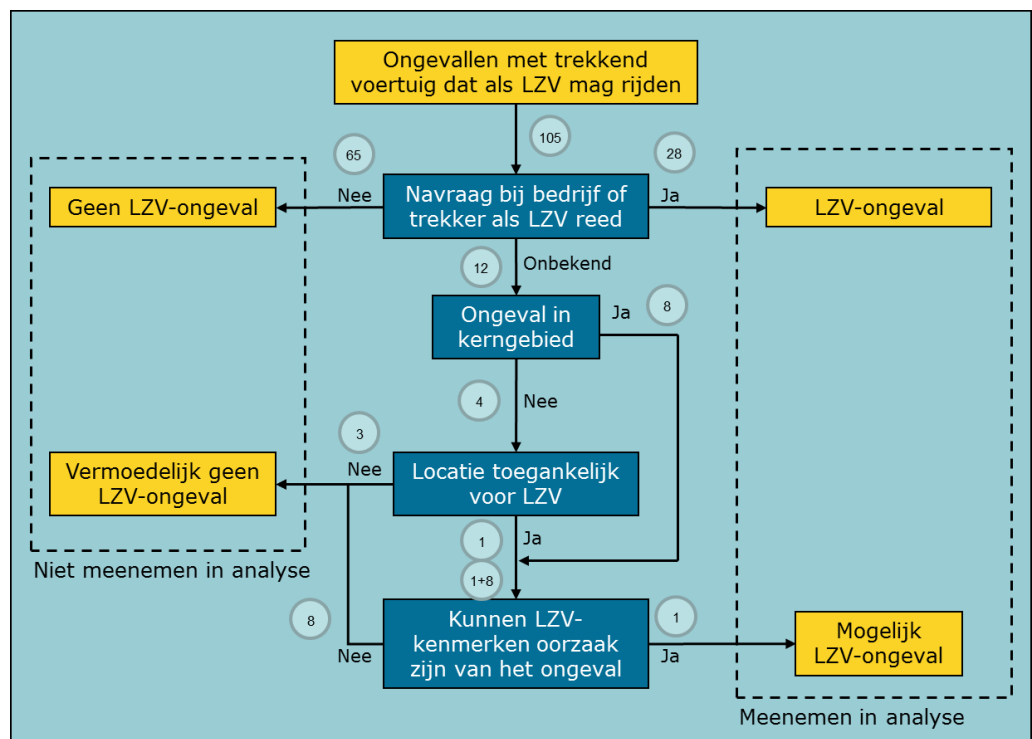 Ongevallen met trekkend
voertuig dat als LZV mag rijden
105
65
28
Nee
Ja
Geen LZV-ongeval
Navraag bij bedrijf of
trekker als LZV reed
LZV-ongeval
12
Onbekend
Ongeval in
kerngebied
Ja
8
4
Nee
3
Nee
Vermoedelijk geen
LZV-ongeval
Locatie toegankelijk
voor LZV
1
Ja
Niet meenemen in analyse
1+8
8
Nee
Kunnen LZV-
kenmerken oorzaak
zijn van het ongeval
1
Ja
Mogelijk
LZV-ongeval
Meenemen in analyse